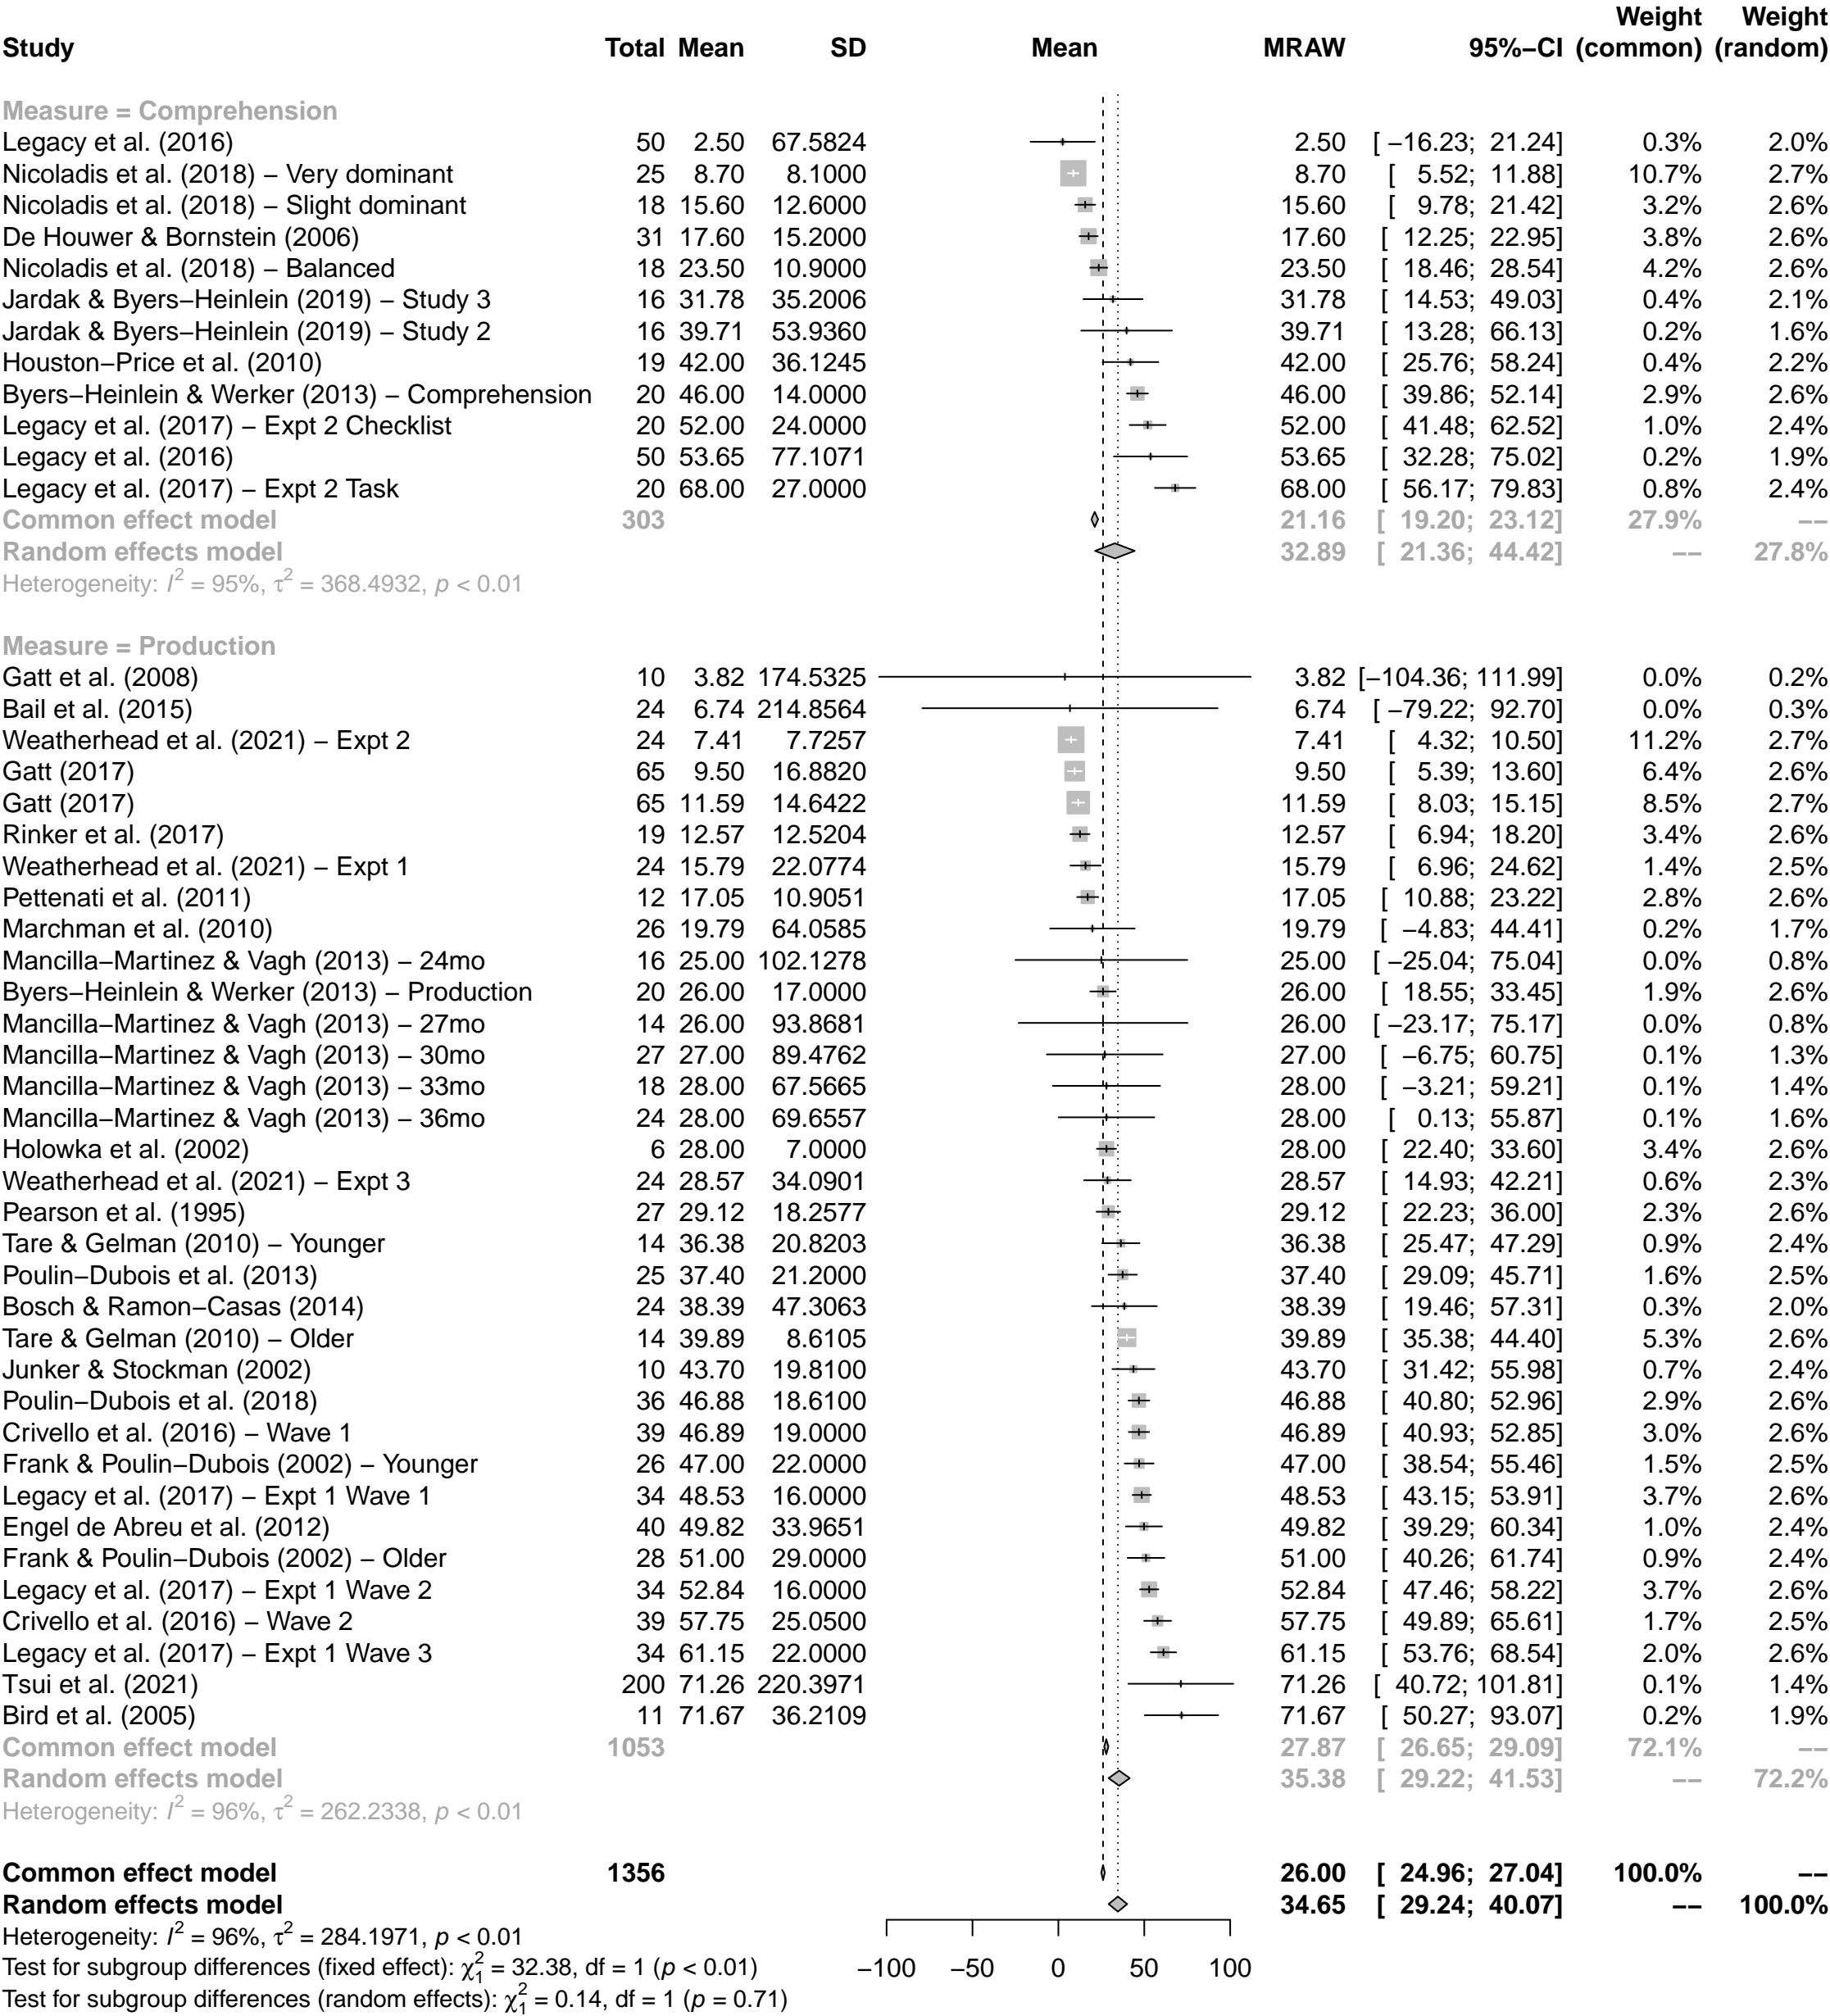 Weight Weight
Study Total Mean SD Mean MRAW 95%−CI (common) (random)
Measure = Comprehension
Legacy et al. (2016) 50 2.50 67.5824 2.50 [ −16.23; 21.24] 0.3% 2.0%
Nicoladis et al. (2018) − Very dominant 25 8.70 8.1000 8.70 [ 5.52; 11.88] 10.7% 2.7%
Nicoladis et al. (2018) − Slight dominant 18 15.60 12.6000 15.60 [ 9.78; 21.42] 3.2% 2.6%
De Houwer & Bornstein (2006) 31 17.60 15.2000 17.60 [ 12.25; 22.95] 3.8% 2.6%
Nicoladis et al. (2018) − Balanced 18 23.50 10.9000 23.50 [ 18.46; 28.54] 4.2% 2.6%
Jardak & Byers−Heinlein (2019) − Study 3 16 31.78 35.2006 31.78 [ 14.53; 49.03] 0.4% 2.1%
Jardak & Byers−Heinlein (2019) − Study 2 16 39.71 53.9360 39.71 [ 13.28; 66.13] 0.2% 1.6%
Houston−Price et al. (2010) 19 42.00 36.1245 42.00 [ 25.76; 58.24] 0.4% 2.2%
Byers−Heinlein & Werker (2013) − Comprehension 20 46.00 14.0000 46.00 [ 39.86; 52.14] 2.9% 2.6%
Legacy et al. (2017) − Expt 2 Checklist 20 52.00 24.0000 52.00 [ 41.48; 62.52] 1.0% 2.4%
Legacy et al. (2016) 50 53.65 77.1071 53.65 [ 32.28; 75.02] 0.2% 1.9%
Legacy et al. (2017) − Expt 2 Task 20 68.00 27.0000 68.00 [ 56.17; 79.83] 0.8% 2.4%
Common effect model 303 21.16 [ 19.20; 23.12] 27.9% −−
Random effects model 32.89 [ 21.36; 44.42] −− 27.8%
Heterogeneity: I² = 95%, τ² = 368.4932, p < 0.01
Measure = Production
Gatt et al. (2008) 10 3.82 174.5325 3.82 [−104.36; 111.99] 0.0% 0.2%
Bail et al. (2015) 24 6.74 214.8564 6.74 [ −79.22; 92.70] 0.0% 0.3%
Weatherhead et al. (2021) − Expt 2 24 7.41 7.7257 7.41 [ 4.32; 10.50] 11.2% 2.7%
Gatt (2017) 65 9.50 16.8820 9.50 [ 5.39; 13.60] 6.4% 2.6%
Gatt (2017) 65 11.59 14.6422 11.59 [ 8.03; 15.15] 8.5% 2.7%
Rinker et al. (2017) 19 12.57 12.5204 12.57 [ 6.94; 18.20] 3.4% 2.6%
Weatherhead et al. (2021) − Expt 1 24 15.79 22.0774 15.79 [ 6.96; 24.62] 1.4% 2.5%
Pettenati et al. (2011) 12 17.05 10.9051 17.05 [ 10.88; 23.22] 2.8% 2.6%
Marchman et al. (2010) 26 19.79 64.0585 19.79 [ −4.83; 44.41] 0.2% 1.7%
Mancilla−Martinez & Vagh (2013) − 24mo 16 25.00 102.1278 25.00 [ −25.04; 75.04] 0.0% 0.8%
Byers−Heinlein & Werker (2013) − Production 20 26.00 17.0000 26.00 [ 18.55; 33.45] 1.9% 2.6%
Mancilla−Martinez & Vagh (2013) − 27mo 14 26.00 93.8681 26.00 [ −23.17; 75.17] 0.0% 0.8%
Mancilla−Martinez & Vagh (2013) − 30mo 27 27.00 89.4762 27.00 [ −6.75; 60.75] 0.1% 1.3%
Mancilla−Martinez & Vagh (2013) − 33mo 18 28.00 67.5665 28.00 [ −3.21; 59.21] 0.1% 1.4%
Mancilla−Martinez & Vagh (2013) − 36mo 24 28.00 69.6557 28.00 [ 0.13; 55.87] 0.1% 1.6%
Holowka et al. (2002) 6 28.00 7.0000 28.00 [ 22.40; 33.60] 3.4% 2.6%
Weatherhead et al. (2021) − Expt 3 24 28.57 34.0901 28.57 [ 14.93; 42.21] 0.6% 2.3%
Pearson et al. (1995) 27 29.12 18.2577 29.12 [ 22.23; 36.00] 2.3% 2.6%
Tare & Gelman (2010) − Younger 14 36.38 20.8203 36.38 [ 25.47; 47.29] 0.9% 2.4%
Poulin−Dubois et al. (2013) 25 37.40 21.2000 37.40 [ 29.09; 45.71] 1.6% 2.5%
Bosch & Ramon−Casas (2014) 24 38.39 47.3063 38.39 [ 19.46; 57.31] 0.3% 2.0%
Tare & Gelman (2010) − Older 14 39.89 8.6105 39.89 [ 35.38; 44.40] 5.3% 2.6%
Junker & Stockman (2002) 10 43.70 19.8100 43.70 [ 31.42; 55.98] 0.7% 2.4%
Poulin−Dubois et al. (2018) 36 46.88 18.6100 46.88 [ 40.80; 52.96] 2.9% 2.6%
Crivello et al. (2016) − Wave 1 39 46.89 19.0000 46.89 [ 40.93; 52.85] 3.0% 2.6%
Frank & Poulin−Dubois (2002) − Younger 26 47.00 22.0000 47.00 [ 38.54; 55.46] 1.5% 2.5%
Legacy et al. (2017) − Expt 1 Wave 1 34 48.53 16.0000 48.53 [ 43.15; 53.91] 3.7% 2.6%
Engel de Abreu et al. (2012) 40 49.82 33.9651 49.82 [ 39.29; 60.34] 1.0% 2.4%
Frank & Poulin−Dubois (2002) − Older 28 51.00 29.0000 51.00 [ 40.26; 61.74] 0.9% 2.4%
Legacy et al. (2017) − Expt 1 Wave 2 34 52.84 16.0000 52.84 [ 47.46; 58.22] 3.7% 2.6%
Crivello et al. (2016) − Wave 2 39 57.75 25.0500 57.75 [ 49.89; 65.61] 1.7% 2.5%
Legacy et al. (2017) − Expt 1 Wave 3 34 61.15 22.0000 61.15 [ 53.76; 68.54] 2.0% 2.6%
Tsui et al. (2021) 200 71.26 220.3971 71.26 [ 40.72; 101.81] 0.1% 1.4%
Bird et al. (2005) 11 71.67 36.2109 71.67 [ 50.27; 93.07] 0.2% 1.9%
Common effect model 1053 27.87 [ 26.65; 29.09] 72.1% −−
Random effects model 35.38 [ 29.22; 41.53] −− 72.2%
Heterogeneity: I² = 96%, τ² = 262.2338, p < 0.01
Common effect model 1356 26.00 [ 24.96; 27.04] 100.0% −−
Random effects model 34.65 [ 29.24; 40.07] −− 100.0%
Heterogeneity: I² = 96%, τ² = 284.1971, p < 0.01
Test for subgroup differences (fixed effect): χ₁² = 32.38, df = 1 (p < 0.01) −100 −50 0 50 100
Test for subgroup differences (random effects): χ₁² = 0.14, df = 1 (p = 0.71)